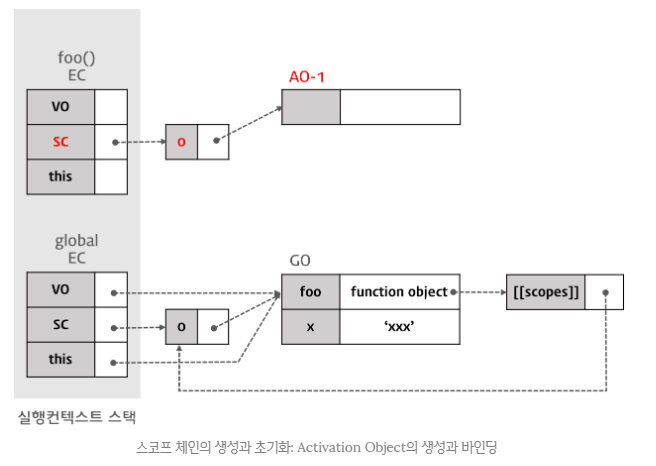 foo()
EC
VO
SC
this
0
AO-1
global
EC
VO
SC
this
0
GO
foo function object
x ‘xxx’
[[scopes]]
실행컨텍스트 스택
스코프 체인의 생성과 초기화: Activation Object의 생성과 바인딩